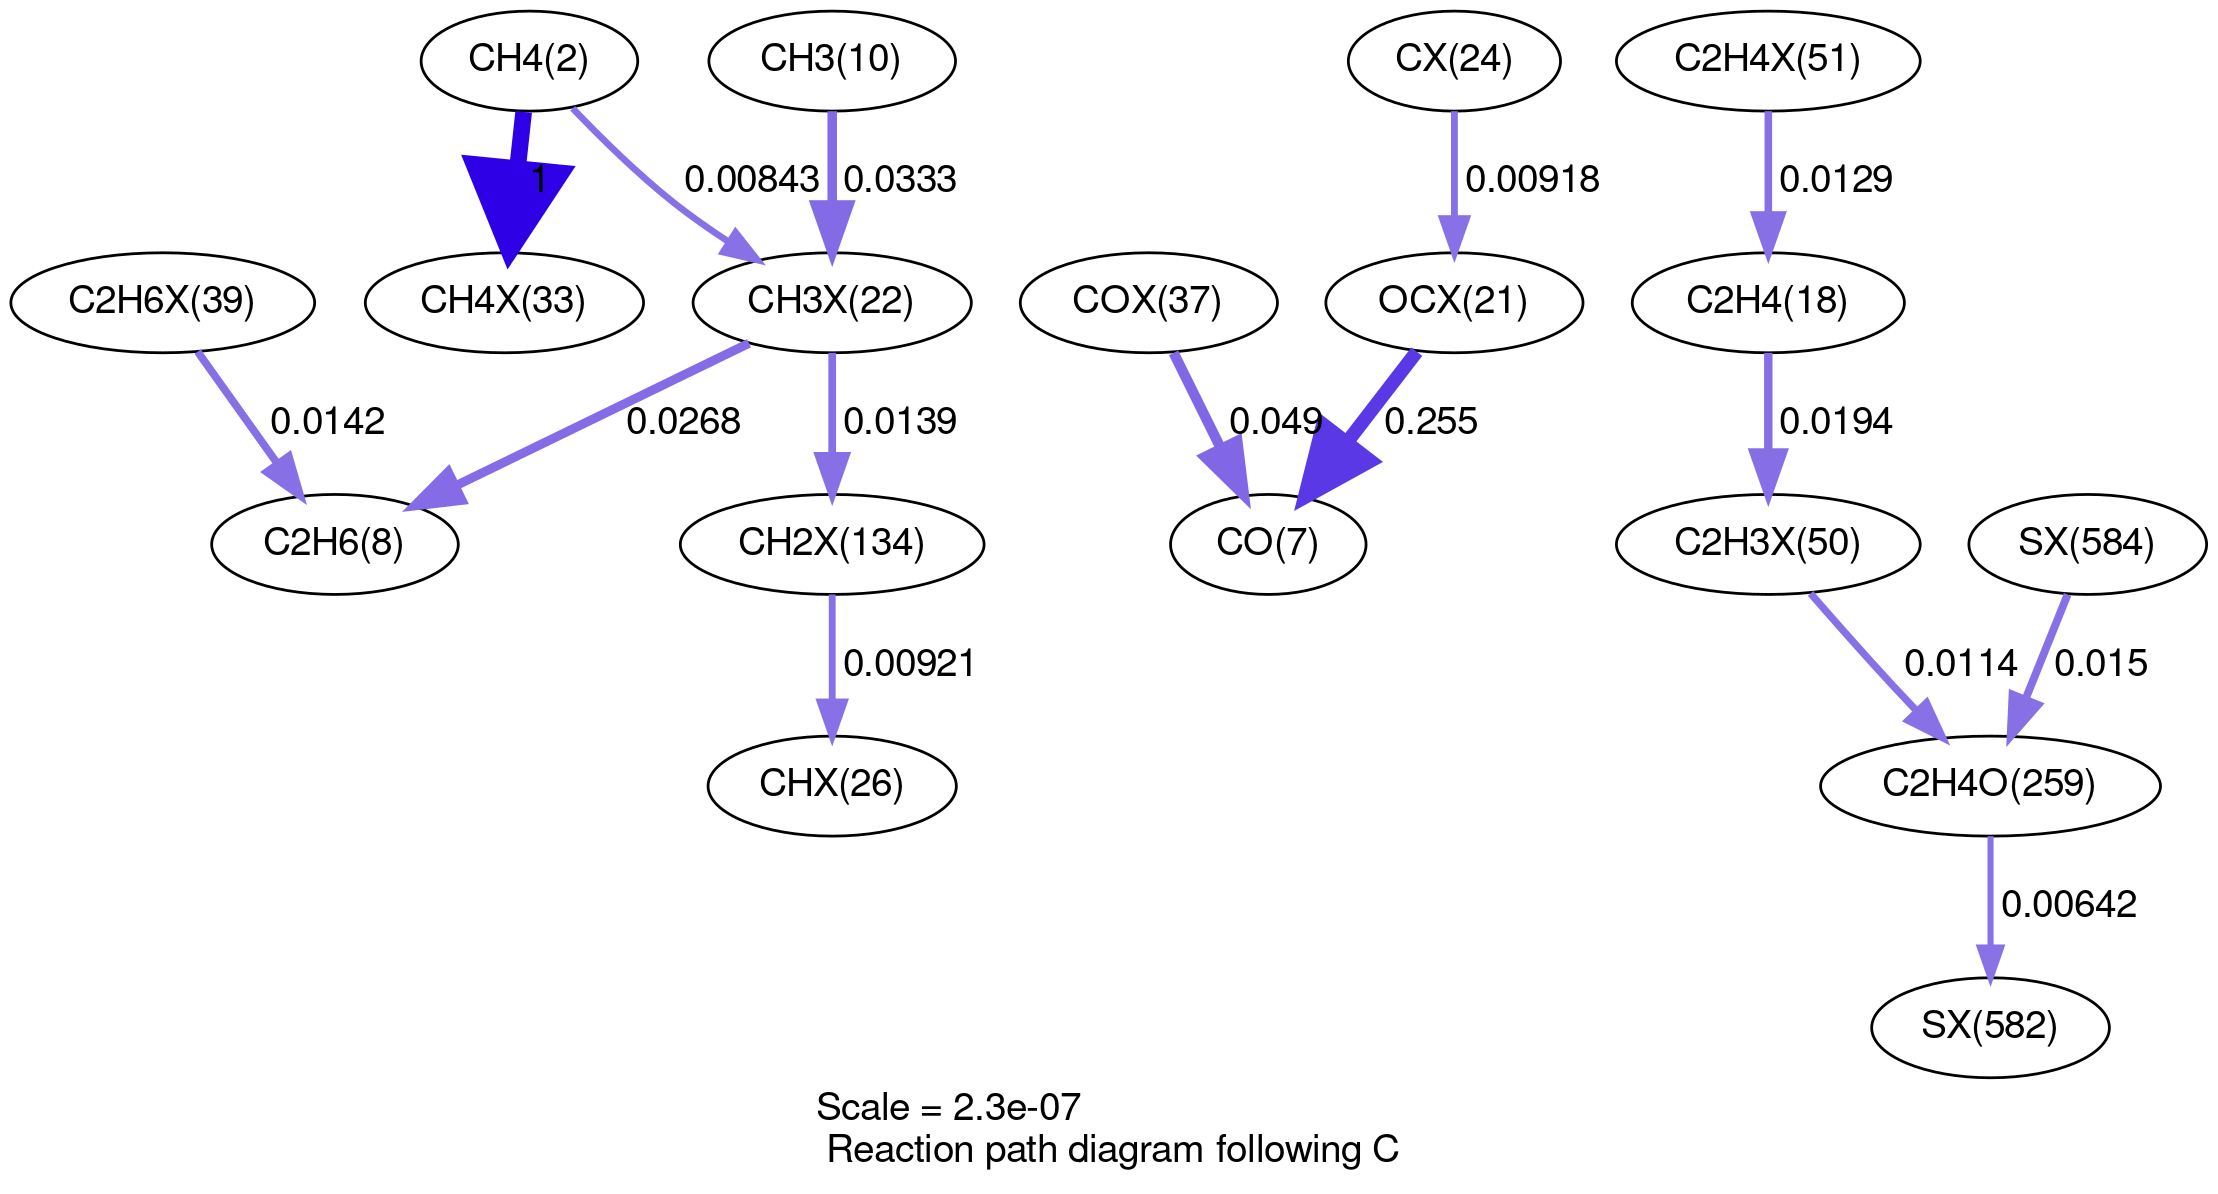 CH4(2)
CH3(10)
CX(24)
C2H4X(51)
1
0.00843
0.0333
0.00918
0.0129
C2H6X(39)
CH4X(33)
CH3X(22)
COX(37)
OCX(21)
C2H4(18)
0.0142
0.0268
0.0139
0.049
0.255
0.0194
C2H6(8)
CH2X(134)
CO(7)
C2H3X(50)
SX(584)
0.00921
0.0114
0.015
CHX(26)
C2H4O(259)
0.00642
SX(582)
Scale = 2.3e-07
Reaction path diagram following C